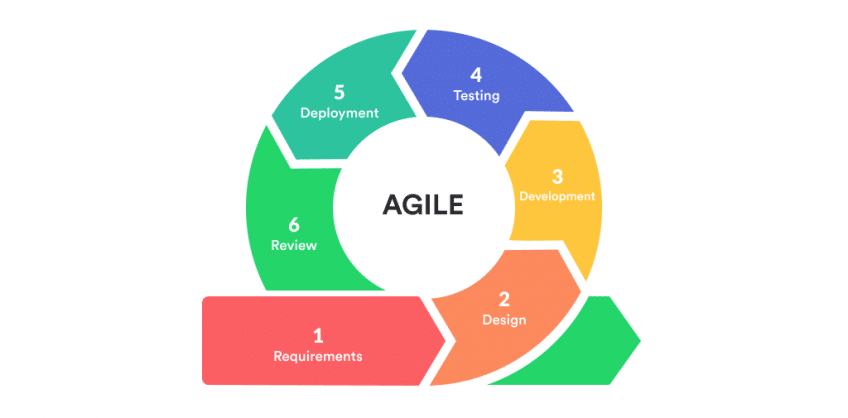 AGILE
1
Requirements
2
Design
3
Development
4
Testing
5
Deployment
6
Review